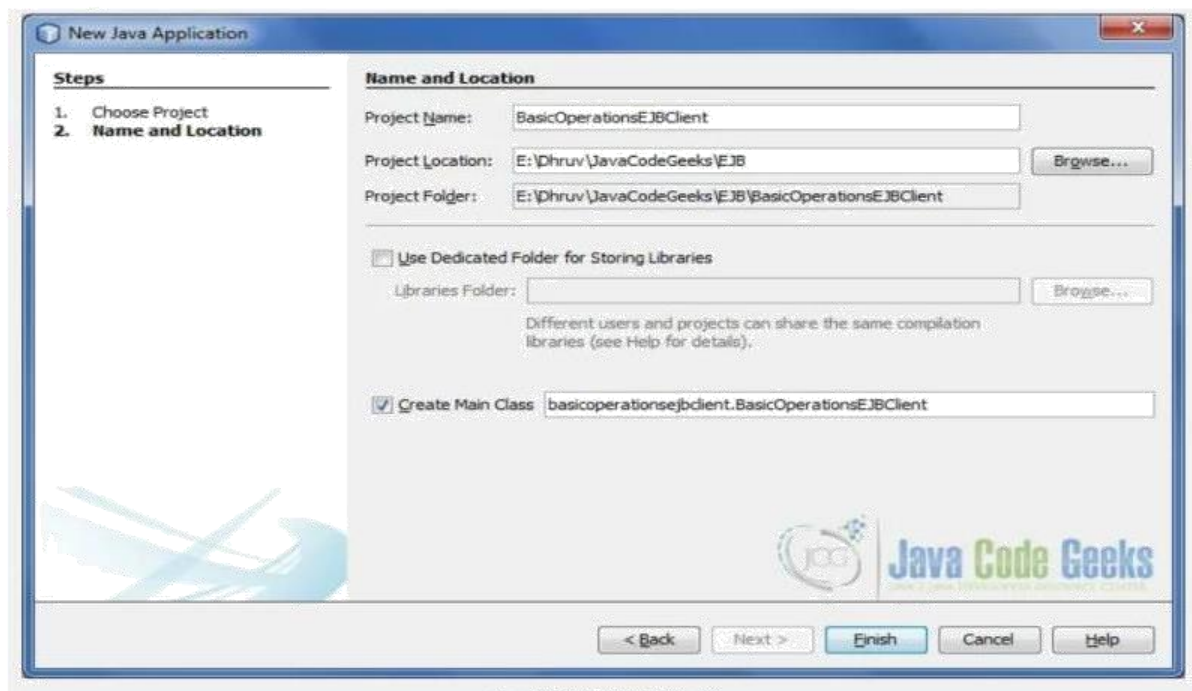 New Java Application
Steps
1. Choose Project
2. Name and Location
Name and Location
Project Name: BasicOperationsEJBClient
Project Location: E:\Dhruv\JavaCodeGeeks\EJB Browse...
Project Folder: E:\Dhruv\JavaCodeGeeks\EJB\BasicOperationsEJBClient
Use Dedicated Folder for Storing Libraries
Libraries Folder: Browse...
Different users and projects can share the same compilation
libraries (see Help for details).
Create Main Class basicoperationsejbclient.BasicOperationsEJBClient
JCG Java Code Geeks
< Back Next > Finish Cancel Help